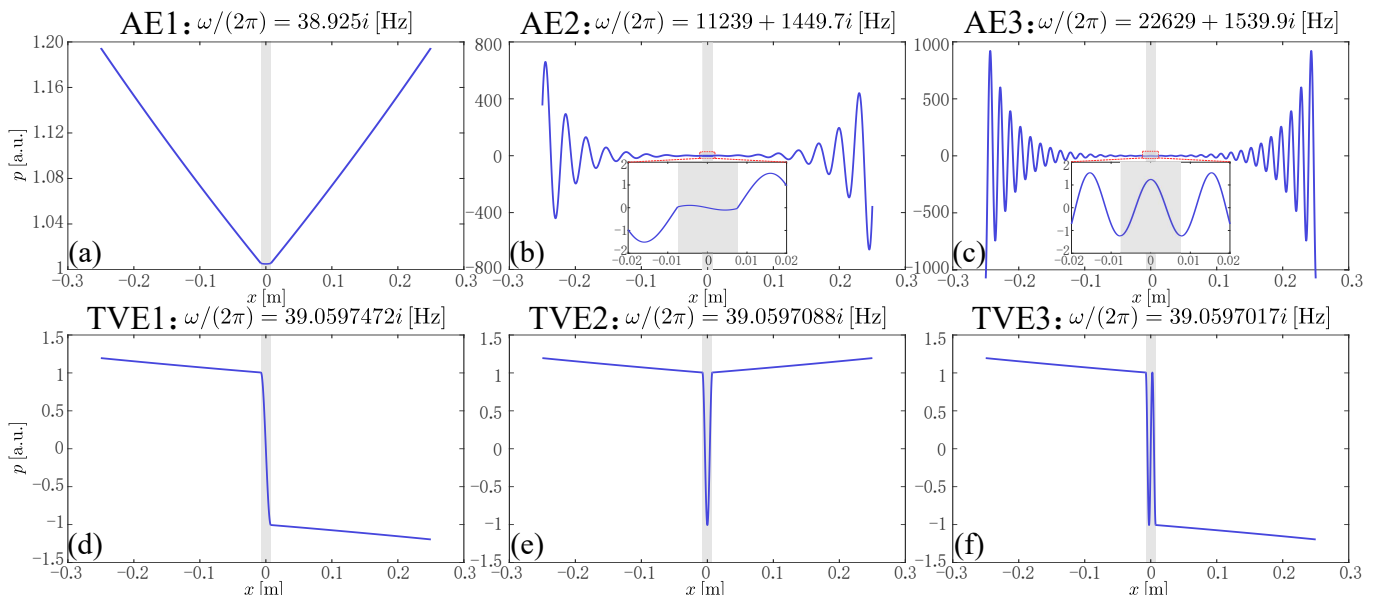 AE1: ω/(2π) = 38.925i [Hz]
AE2: ω/(2π) = 11239 + 1449.7i [Hz]
AE3: ω/(2π) = 22629 + 1539.9i [Hz]
1.20
1.16
1.12
1.08
1.04
1
p [a.u.]
(a)
−0.3 −0.2 −0.1 0 0.1 0.2 0.3
x [m]
800
400
0
−400
−800
(b)
2
1
0
−1
−2
−0.02 −0.01 0 0.01 0.02
−0.3 −0.2 −0.1 0 0.1 0.2 0.3
x [m]
1000
500
0
−500
−1000
(c)
2
1
0
−1
−2
−0.02 −0.01 0 0.01 0.02
−0.3 −0.2 −0.1 0 0.1 0.2 0.3
x [m]
TVE1: ω/(2π) = 39.0597472i [Hz]
TVE2: ω/(2π) = 39.0597088i [Hz]
TVE3: ω/(2π) = 39.0597017i [Hz]
1.5
1
0.5
0
−0.5
−1
−1.5
p [a.u.]
(d)
−0.3 −0.2 −0.1 0 0.1 0.2 0.3
x [m]
1.5
1
0.5
0
−0.5
−1
−1.5
(e)
−0.3 −0.2 −0.1 0 0.1 0.2 0.3
x [m]
1.5
1
0.5
0
−0.5
−1
−1.5
(f)
−0.3 −0.2 −0.1 0 0.1 0.2 0.3
x [m]